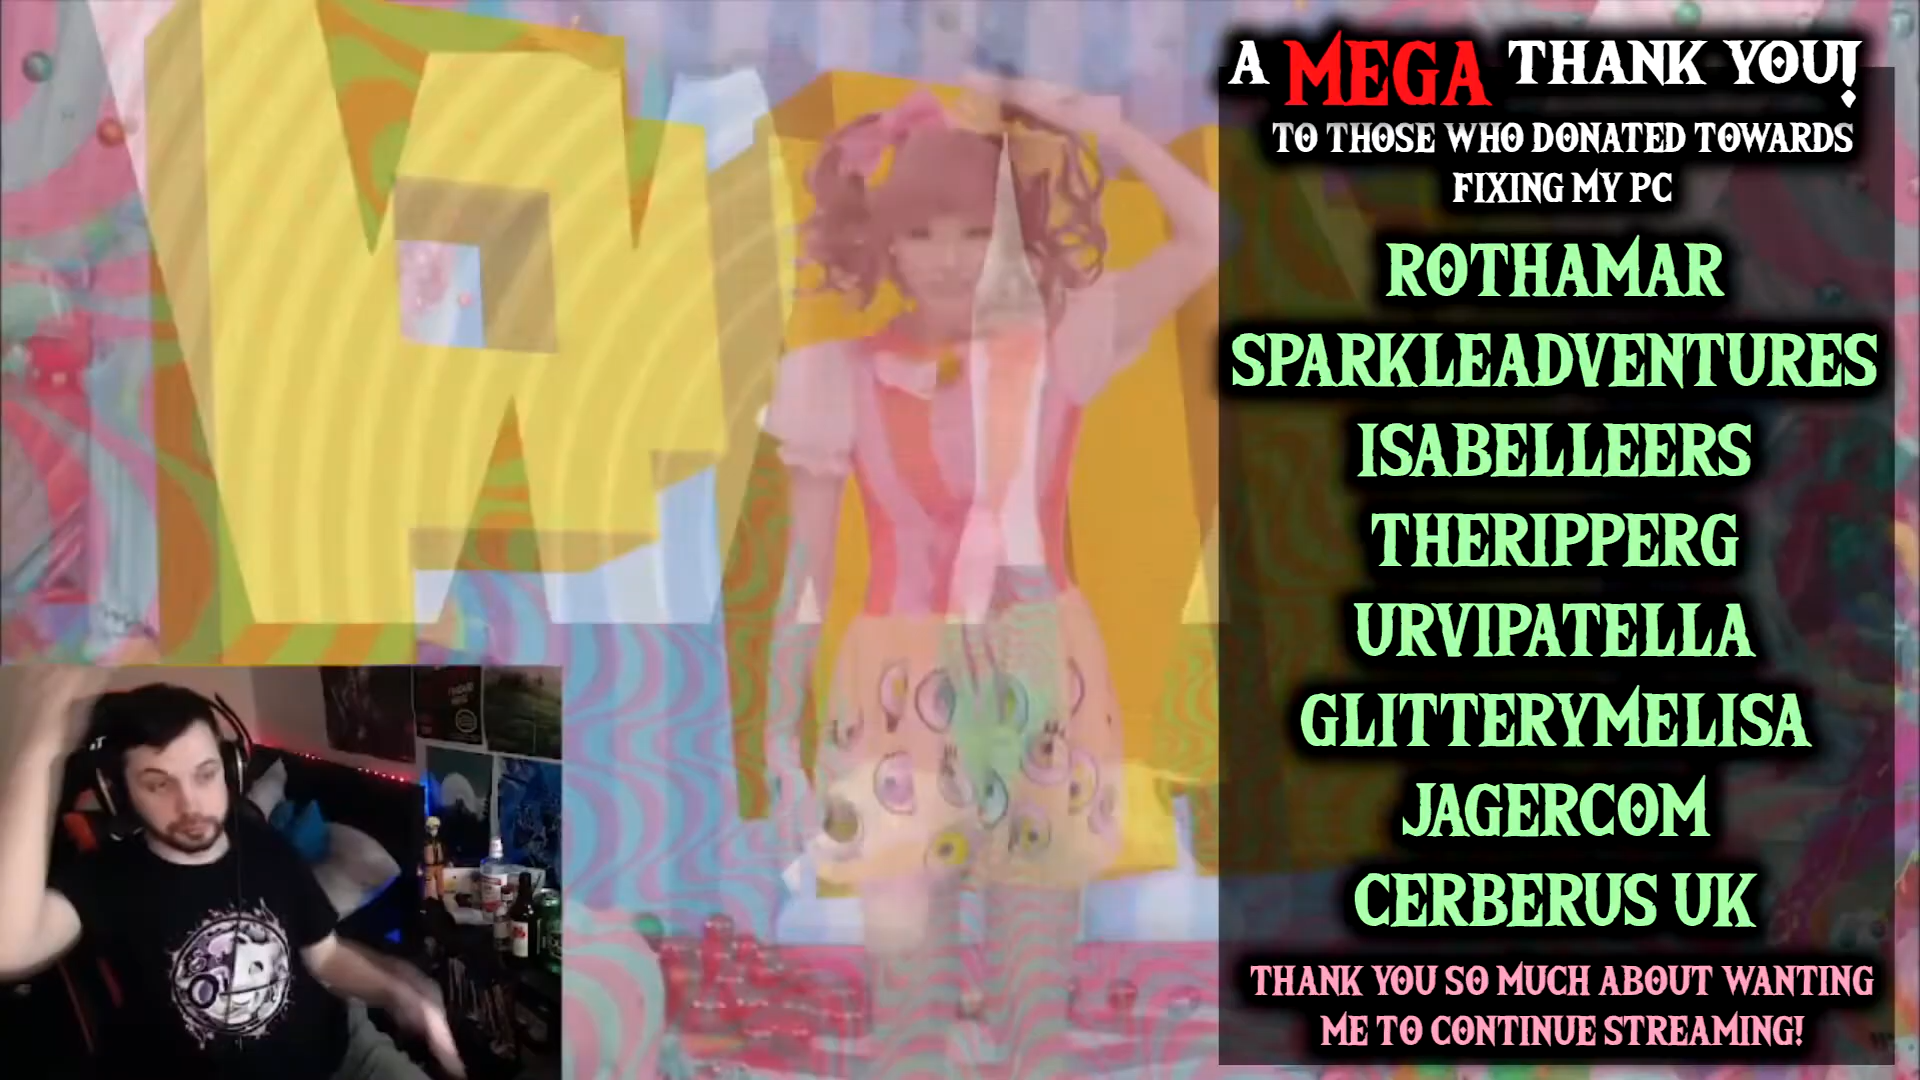 A MEGA THANK YOU!
TO THOSE WHO DONATED TOWARDS
FIXING MY PC
ROTHAMAR
SPARKLEADVENTURES
ISABELLEERS
THERIPPERG
URVIPATELLA
GLITTERYMELISA
JAGERCOM
CERBERUS UK
THANK YOU SO MUCH ABOUT WANTING
ME TO CONTINUE STREAMING!